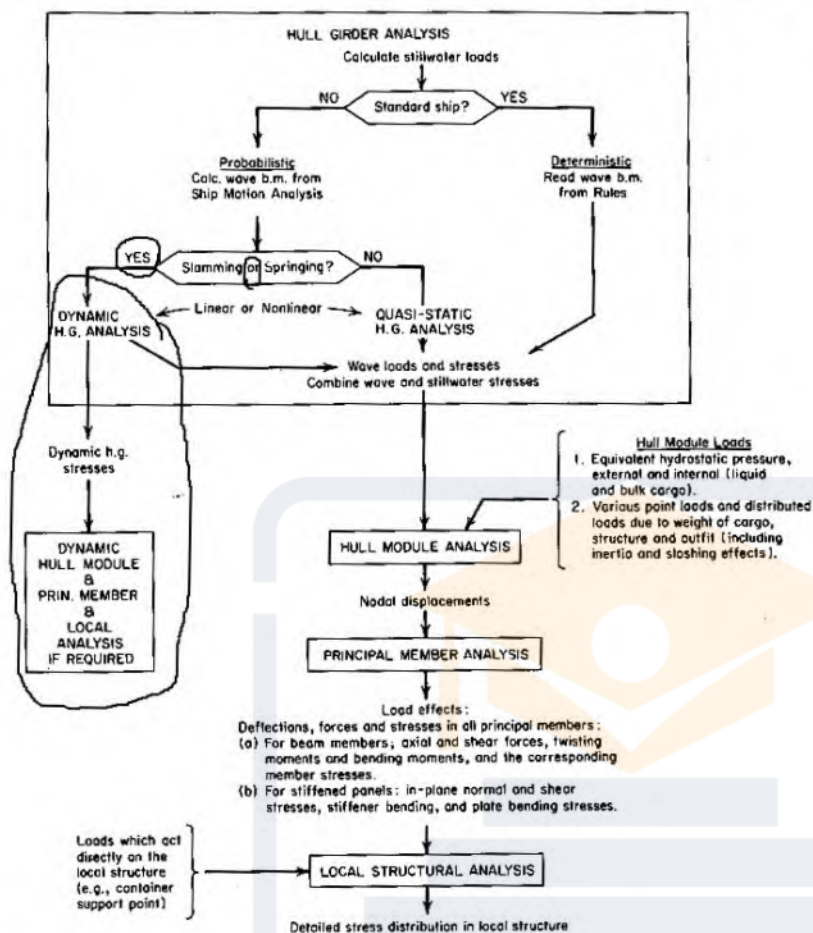 HULL GIRDER ANALYSIS
Calculate stillwater loads
NO
Standard ship?
YES
Probabilistic
Calc. wave b.m. from
Ship Motion Analysis
Deterministic
Read wave b.m.
from Rules
YES
Slamming or Springing?
NO
DYNAMIC
H.G. ANALYSIS
Linear or Nonlinear
QUASI-STATIC
H.G. ANALYSIS
Wave loads and stresses
Combine wave and stillwater stresses
Dynamic h.g.
stresses
Hull Module Loads
1. Equivalent hydrostatic pressure,
external and internal (liquid
and bulk cargo).
2. Various point loads and distributed
loads due to weight of cargo,
structure and outfit (including
inertia and sloshing effects).
DYNAMIC
HULL MODULE
&
PRIN. MEMBER
&
LOCAL
ANALYSIS
IF REQUIRED
HULL MODULE ANALYSIS
Nodal displacements
PRINCIPAL MEMBER ANALYSIS
Load effects:
Deflections, forces and stresses in all principal members:
(a) For beam members; axial and shear forces, twisting
moments and bending moments, and the corresponding
member stresses.
(b) For stiffened panels: in-plane normal and shear
stresses, stiffener bending, and plate bending stresses.
Loads which act
directly on the
local structure
(e.g., container
support point)
LOCAL STRUCTURAL ANALYSIS
Detailed stress distribution in local structure